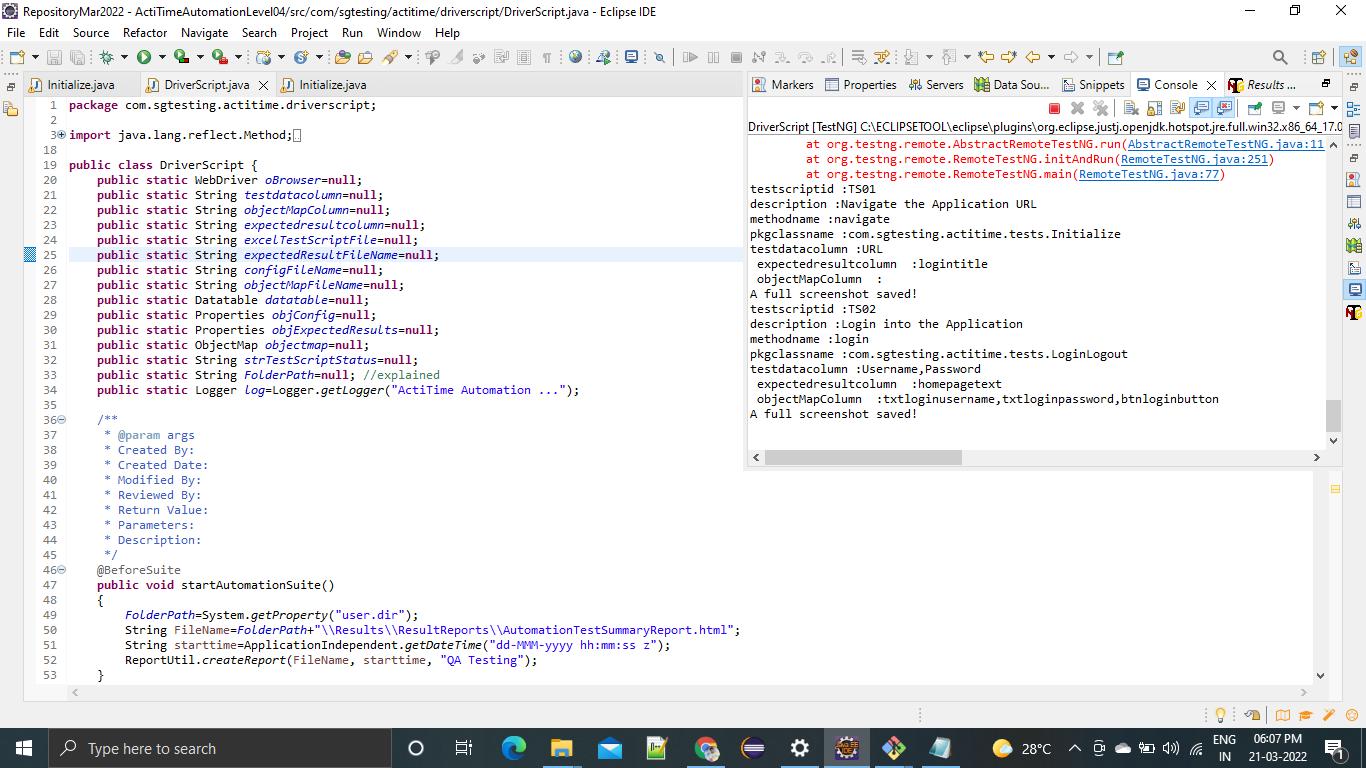 RepositoryMar2022 - ActiTimeAutomationLevel04/src/com/sgtesting/actitime/driverscript/DriverScript.java - Eclipse IDE
File Edit Source Refactor Navigate Search Project Run Window Help
Initialize.java DriverScript.java Initialize.java
1 package com.sgtesting.actitime.driverscript;
2
3 import java.lang.reflect.Method;
18
19 public class DriverScript {
20 public static WebDriver oBrowser=null;
21 public static String testdatacolumn=null;
22 public static String objectMapColumn=null;
23 public static String expectedresultcolumn=null;
24 public static String excelTestScriptFile=null;
25 public static String expectedResultFileName=null;
26 public static String configFileName=null;
27 public static String objectMapFileName=null;
28 public static Datatable datatable=null;
29 public static Properties objConfig=null;
30 public static Properties objExpectedResults=null;
31 public static ObjectMap objectmap=null;
32 public static String strTestScriptStatus=null;
33 public static String FolderPath=null; //explained
34 public static Logger log=Logger.getLogger("ActiTime Automation ...");
35
36 /**
37 * @param args
38 * Created By:
39 * Created Date:
40 * Modified By:
41 * Reviewed By:
42 * Return Value:
43 * Parameters:
44 * Description:
45 */
46 @BeforeSuite
47 public void startAutomationSuite()
48 {
49 FolderPath=System.getProperty("user.dir");
50 String FileName=FolderPath+"\\Results\\ResultReports\\AutomationTestSummaryReport.html";
51 String starttime=ApplicationIndependent.getDateTime("dd-MMM-yyyy hh:mm:ss z");
52 ReportUtil.createReport(FileName, starttime, "QA Testing");
53 }
Markers Properties Servers Data Sou... Snippets Console Results ...
DriverScript [TestNG] C:\ECLIPSETOOL\eclipse\plugins\org.eclipse.justj.openjdk.hotspot.jre.full.win32.x86_64_17.0
at org.testng.remote.AbstractRemoteTestNG.run(AbstractRemoteTestNG.java:11
at org.testng.remote.RemoteTestNG.initAndRun(RemoteTestNG.java:251)
at org.testng.remote.RemoteTestNG.main(RemoteTestNG.java:77)
testscriptid :TS01
description :Navigate the Application URL
methodname :navigate
pkgclassname :com.sgtesting.actitime.tests.Initialize
testdatacolumn :URL
expectedresultcolumn :logintitle
objectMapColumn :
A full screenshot saved!
testscriptid :TS02
description :Login into the Application
methodname :login
pkgclassname :com.sgtesting.actitime.tests.LoginLogout
testdatacolumn :Username,Password
expectedresultcolumn :homepagetext
objectMapColumn :txtloginusername,txtloginpassword,btnloginbutton
A full screenshot saved!
Type here to search
28°C
ENG
IN
06:07 PM
21-03-2022
1